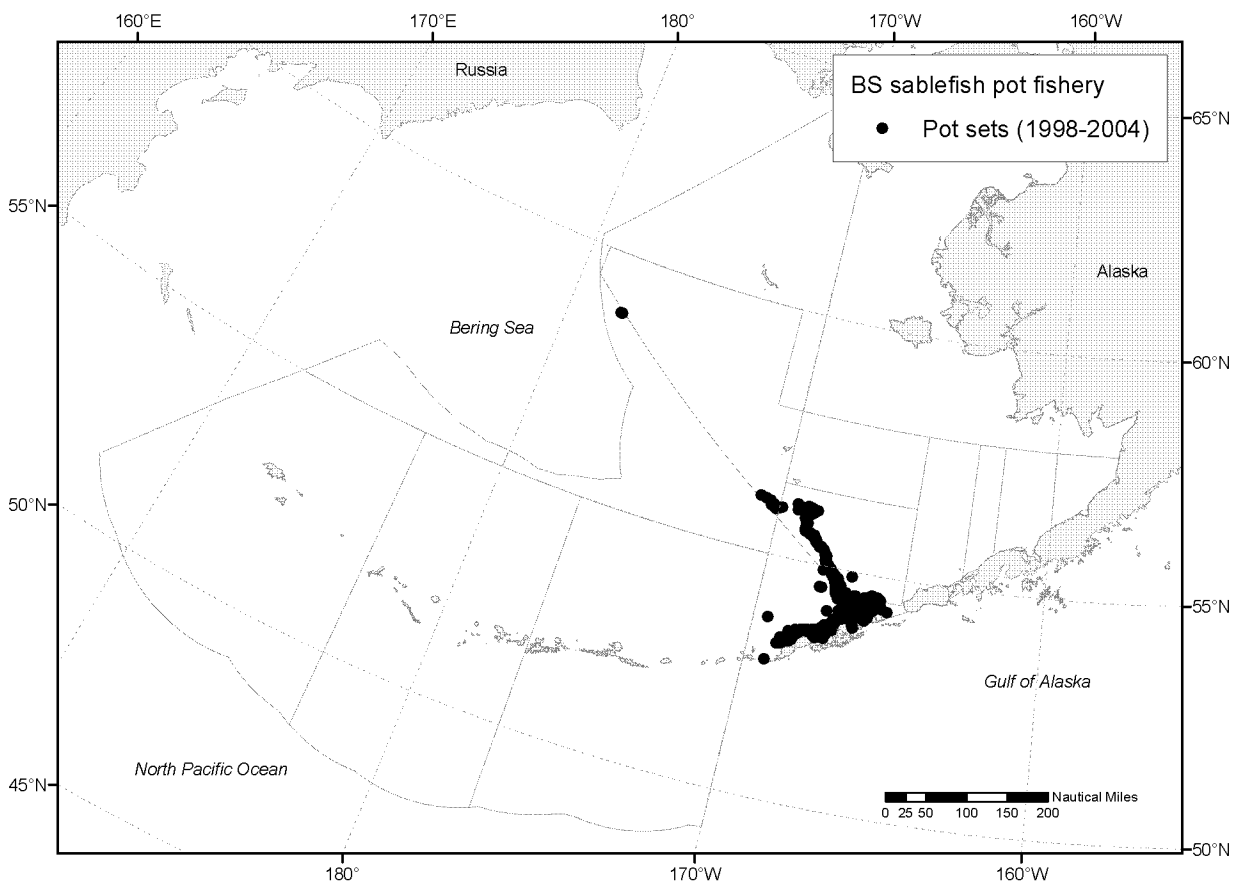 160°E 170°E 180° 170°W 160°W
Russia
BS sablefish pot fishery
Pot sets (1998-2004)
65°N
55°N
Alaska
Bering Sea
60°N
50°N
55°N
Gulf of Alaska
North Pacific Ocean
45°N
Nautical Miles
0 25 50 100 150 200
50°N
180° 170°W 160°W